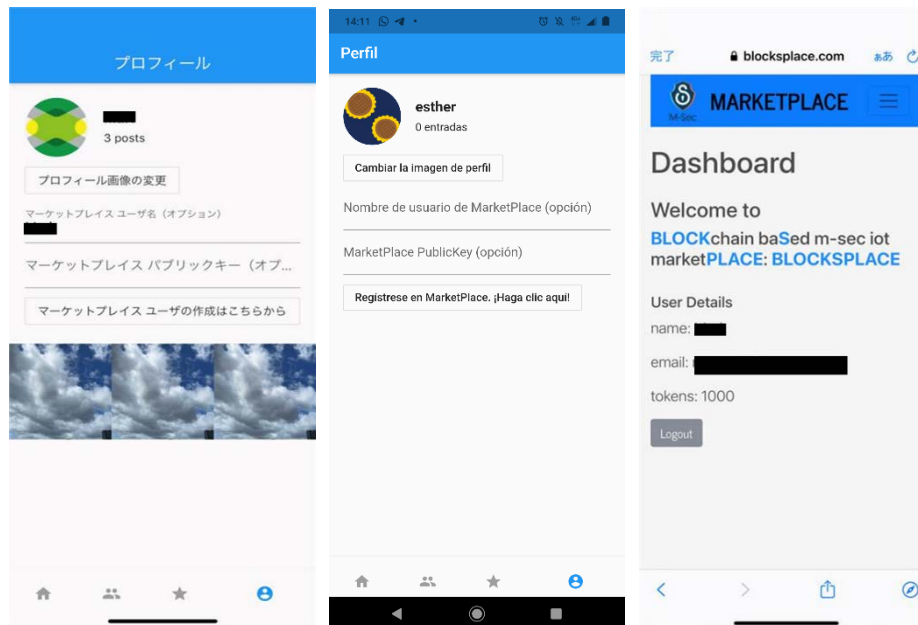 プロフィール
3 posts
プロフィール画像の変更
マーケットプレイス ユーザ名（オプション）
マーケットプレイス パブリックキー（オプ...
マーケットプレイス ユーザの作成はこちらから
14:11
Perfil
esther
0 entradas
Cambiar la imagen de perfil
Nombre de usuario de MarketPlace (opción)
MarketPlace PublicKey (opción)
Regístrese en MarketPlace. ¡Haga clic aquí!
完了
blocksplace.com
ぁあ
M-Sec
MARKETPLACE
Dashboard
Welcome to
BLOCKchain baSed m-sec iot
marketPLACE: BLOCKSPLACE
User Details
name:
email:
tokens: 1000
Logout